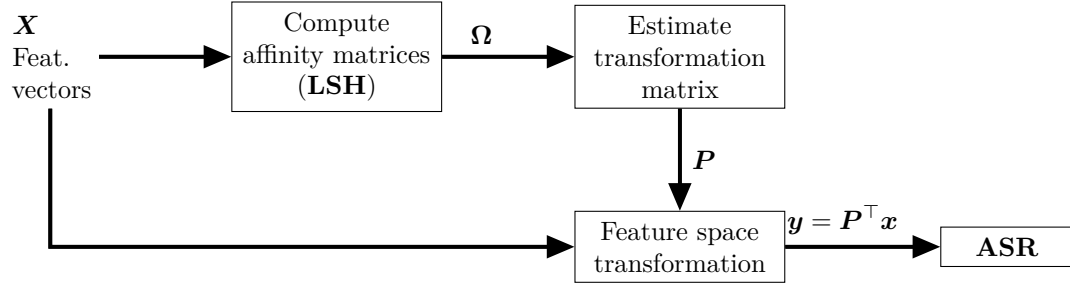 X
Feat.
vectors
Compute
affinity matrices
(LSH)
Ω
Estimate
transformation
matrix
P
Feature space
transformation
y = P⊤x
ASR